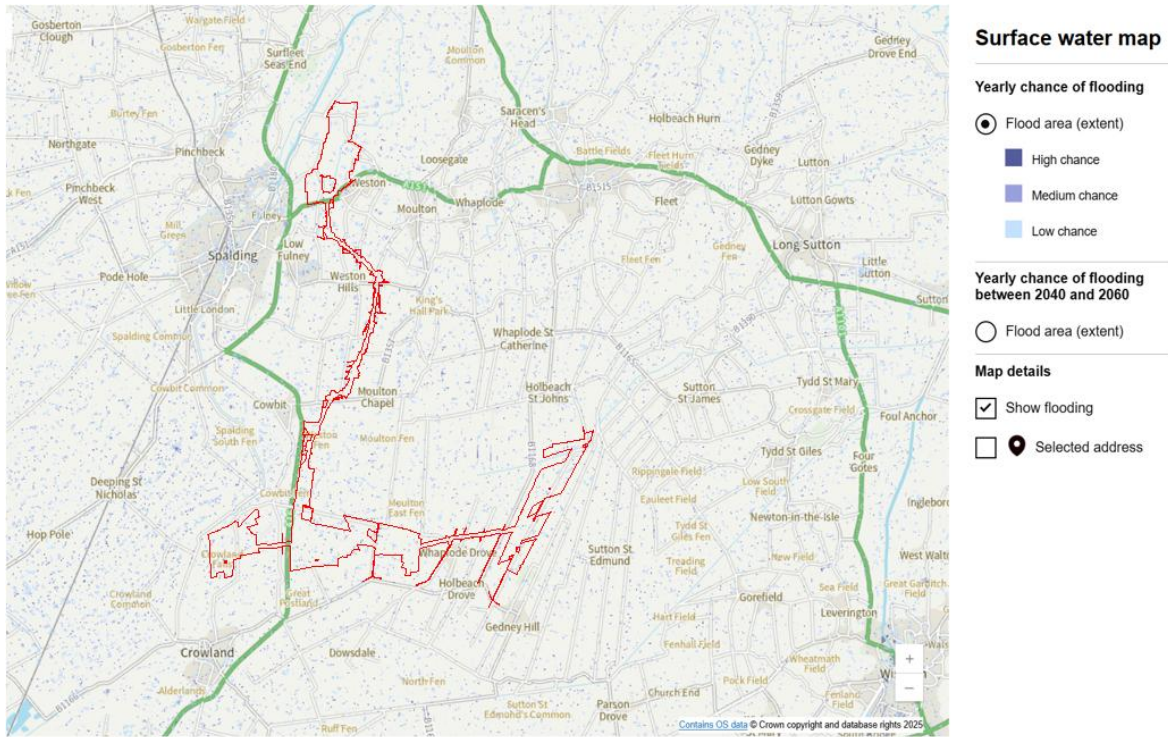 Gosberton
Clough
Wargate Field
Gosberton Fen
Surfleet
Seas End
Moulton
Common
Gedney
Drove End
Burtey Fen
Saracen's
Head
Holbeach Hurn
B1359
Northgate
Pinchbeck
Loosegate
Battle Fields
Fleet Hurn
Fields
Gedney
Dyke
Lutton
Pinchbeck
West
Weston
A151
Whaplode
B1515
Fleet
Lutton Gowts
Fulney
Moulton
Mill
Green
Spalding
Low
Fulney
Gedney
Fen
Long Sutton
Fleet Fen
Little
Sutton
Pode Hole
Weston
Hills
King's
Hall Park
Sutton
Little London
B1357
B1390
Spalding Common
Whaplode St
Catherine
B1165
Cowbit Common
Holbeach
St Johns
Sutton
St James
Tydd St Mary
Cowbit
Moulton
Chapel
Crossgate Field
Foul Anchor
Spalding
South Fen
Moulton Fen
B1168
Tydd St Giles
Four
Gotes
Rippingale Field
Deeping St
Nicholas
Cowbit Fen
Moulton
East Fen
Eauleet Field
Low South
Field
Hop Pole
Tydd St
Giles Fen
Newton-in-the-Isle
Whaplode Drove
Sutton St.
Edmund
Treading
Field
New Field
West Walton
Crowland
Common
Great
Postland
Holbeach
Drove
Sea Field
Gorefield
Hart Field
Leverington
Gedney Hill
Crowland
Dowsdale
Fenhall Field
Wheatmath
Field
North Fen
Church End
Pock Field
Fenland
Field
Alderlands
Sutton St
Edmund's Common
Parson
Drove
Ruff Fen
+
−
Contains OS data © Crown copyright and database rights 2025
Surface water map
Yearly chance of flooding
Flood area (extent)
High chance
Medium chance
Low chance
Yearly chance of flooding
between 2040 and 2060
Flood area (extent)
Map details
Show flooding
Selected address